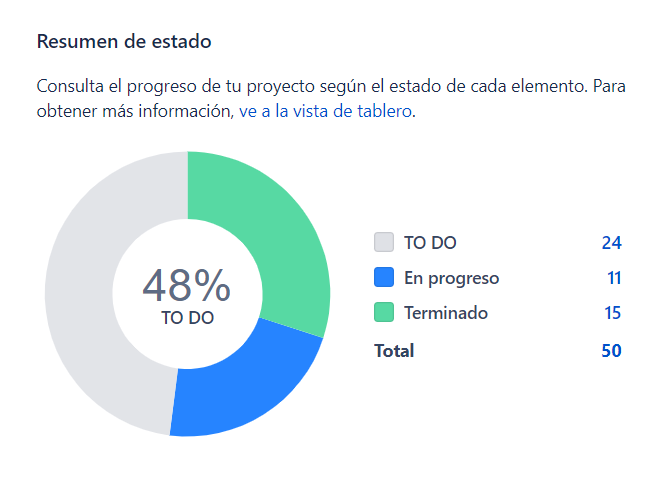 Resumen de estado
Consulta el progreso de tu proyecto según el estado de cada elemento. Para
obtener más información, ve a la vista de tablero.
48%
TO DO
TO DO 24
En progreso 11
Terminado 15
Total 50